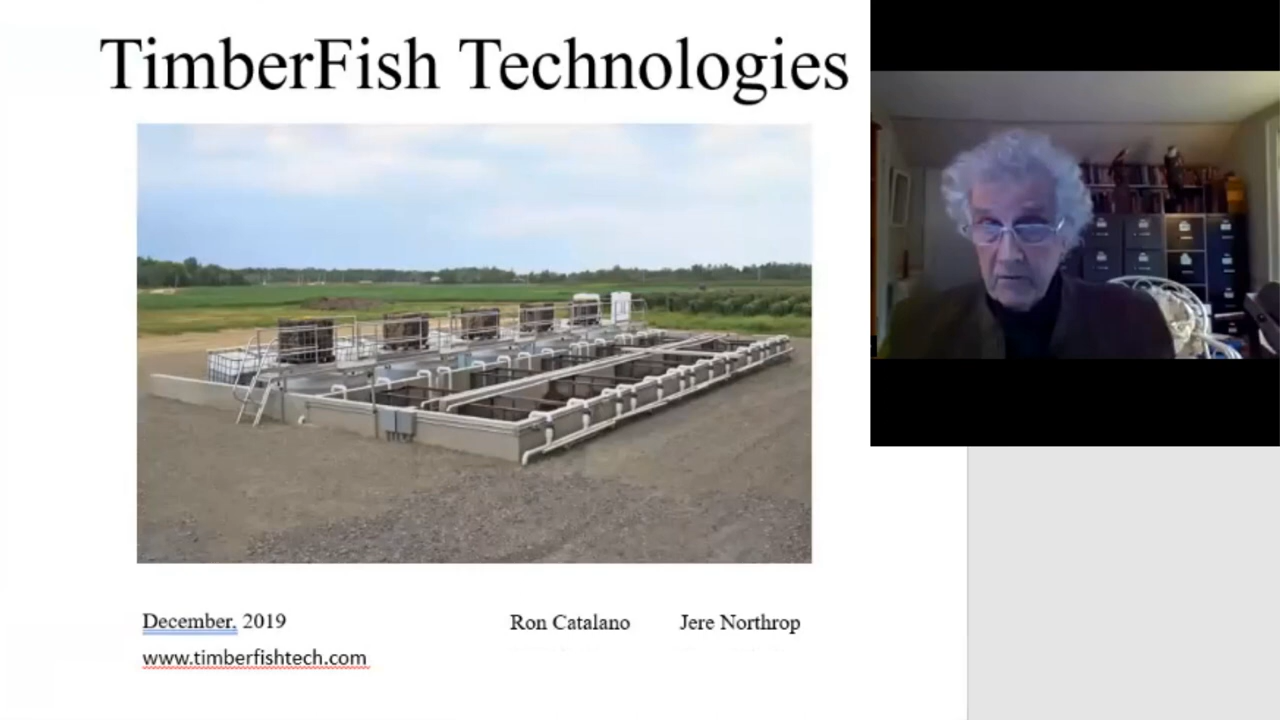 TimberFish Technologies
December, 2019
Ron Catalano
Jere Northrop
www.timberfishtech.com